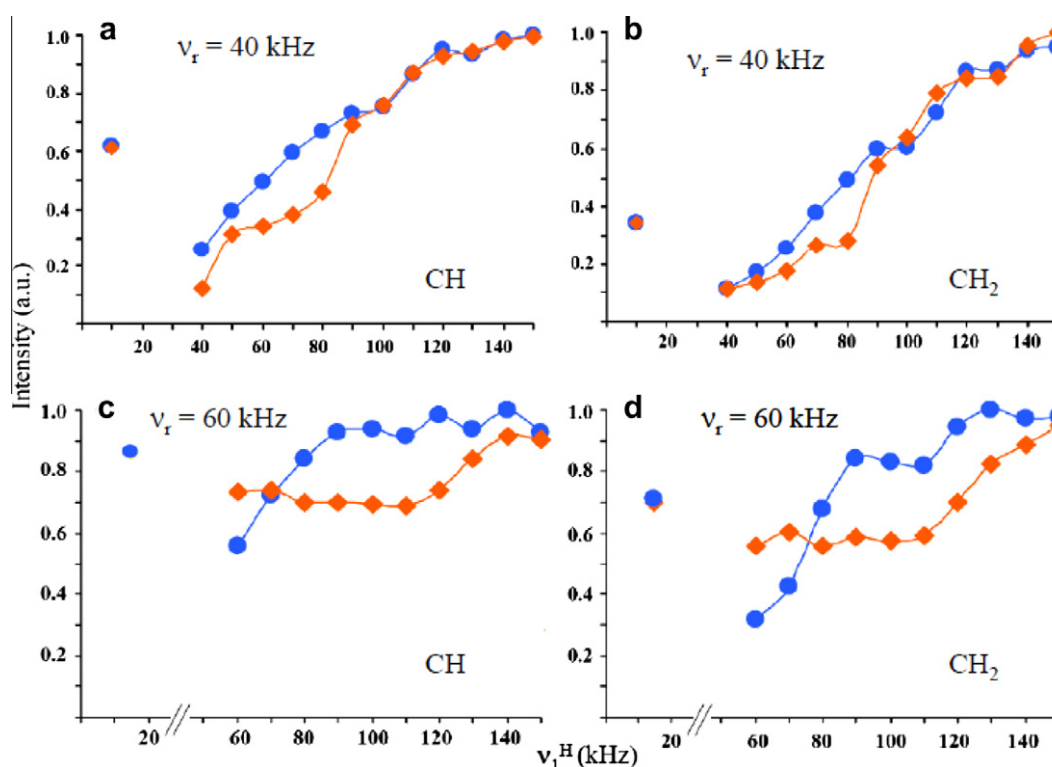 a
ν_r = 40 kHz
1.0
0.8
0.6
0.4
0.2
CH
20 40 60 80 100 120 140
b
ν_r = 40 kHz
1.0
0.8
0.6
0.4
0.2
CH₂
20 40 60 80 100 120 140
Intensity (a.u.)
c
ν_r = 60 kHz
1.0
0.8
0.6
0.4
0.2
CH
20 // 60 80 100 120 140
d
ν_r = 60 kHz
1.0
0.8
0.6
0.4
0.2
CH₂
20 // 60 80 100 120 140
ν₁ᴴ (kHz)